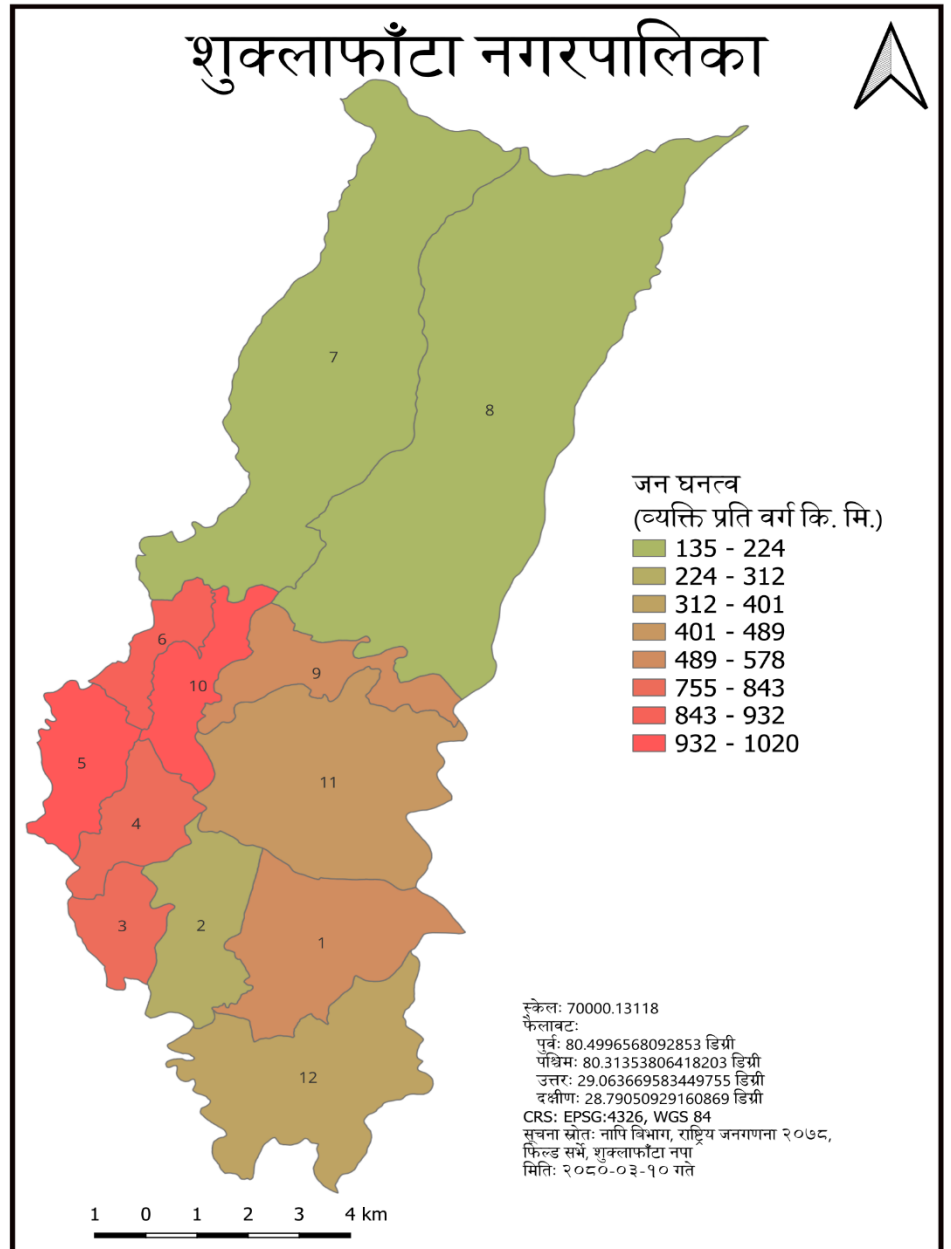 शुक्लाफाँटा नगरपालिका
7
8
जन घनत्व
(व्यक्ति प्रति वर्ग कि. मि.)
135 - 224
224 - 312
312 - 401
401 - 489
489 - 578
755 - 843
843 - 932
932 - 1020
6
9
10
5
11
4
3
2
1
12
स्केल: 70000.13118
फैलावट:
पुर्व: 80.4996568092853 डिग्री
पश्चिम: 80.31353806418203 डिग्री
उत्तर: 29.063669583449755 डिग्री
दक्षीण: 28.79050929160869 डिग्री
CRS: EPSG:4326, WGS 84
सूचना स्रोत: नापि बिभाग, राष्ट्रिय जनगणना २०७८,
फिल्ड सर्भे, शुक्लाफाँटा नपा
मिति: २०८०-०३-१० गते
1 0 1 2 3 4 km